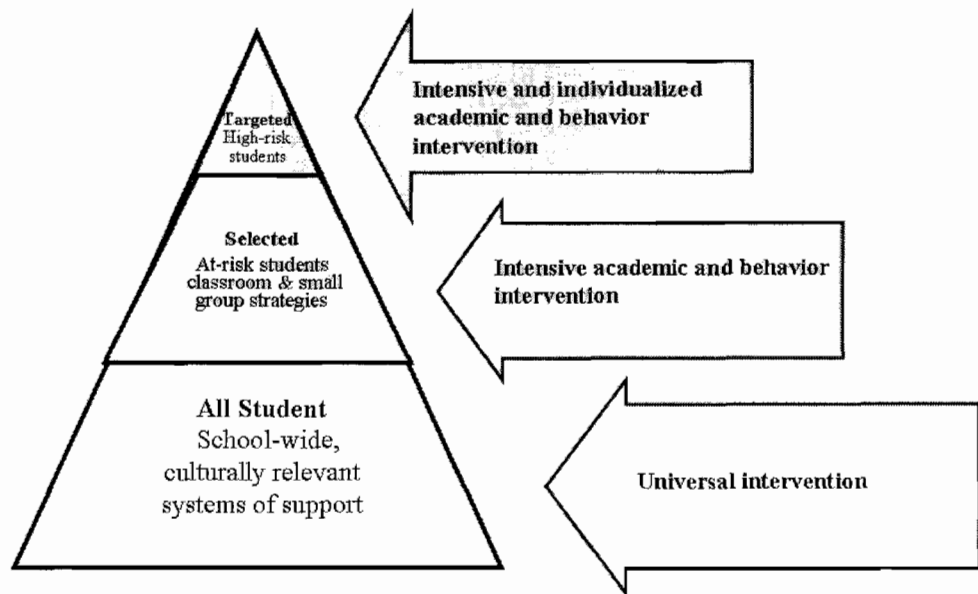 Targeted
High-risk
students
Intensive and individualized
academic and behavior
intervention
Selected
At-risk students
classroom & small
group strategies
Intensive academic and behavior
intervention
All Student
School-wide,
culturally relevant
systems of support
Universal intervention